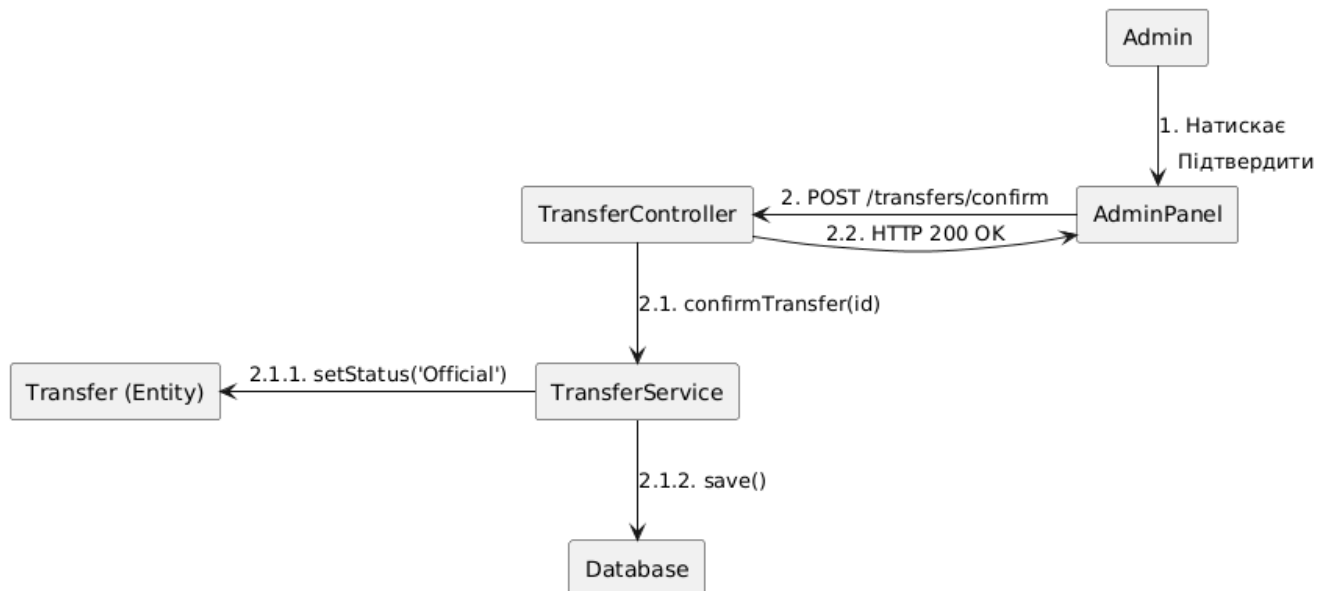 Admin
1. Натискає
Підтвердити
TransferController
2. POST /transfers/confirm
AdminPanel
2.2. HTTP 200 OK
2.1. confirmTransfer(id)
Transfer (Entity)
2.1.1. setStatus('Official')
TransferService
2.1.2. save()
Database